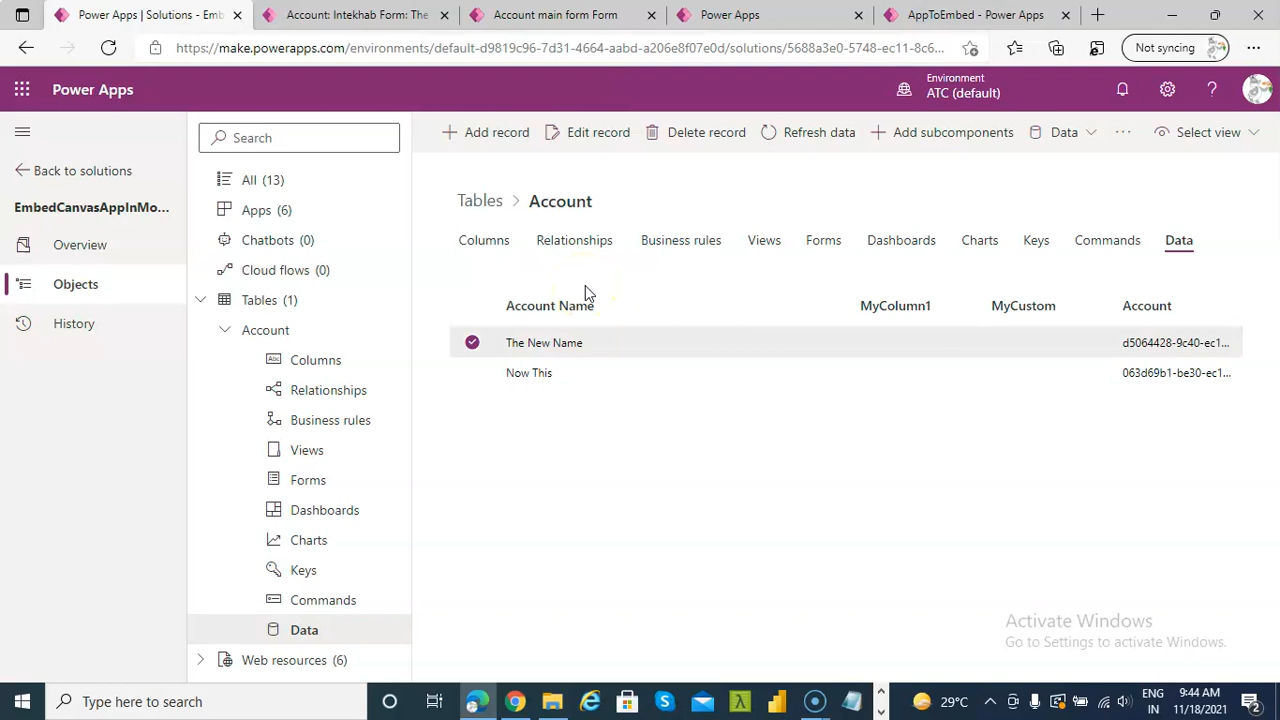 Power Apps | Solutions - Emb
Account: Intekhab Form: The
Account main form Form
Power Apps
AppToEmbed - Power Apps
https://make.powerapps.com/environments/default-d9819c96-7d31-4664-aabd-a206e8f07e0d/solutions/5688a3e0-5748-ec11-8c6...
Not syncing
Power Apps
Environment
ATC (default)
Back to solutions
EmbedCanvasAppInMo...
Overview
Objects
History
Search
All (13)
Apps (6)
Chatbots (0)
Cloud flows (0)
Tables (1)
Account
Abc Columns
Relationships
Business rules
Views
Forms
Dashboards
Charts
Keys
Commands
Data
Web resources (6)
Add record Edit record Delete record Refresh data Add subcomponents Data ... Select view
Tables > Account
Columns Relationships Business rules Views Forms Dashboards Charts Keys Commands Data
Account Name MyColumn1 MyCustom Account
The New Name d5064428-9c40-ec1...
Now This 063d69b1-be30-ec1...
Activate Windows
Go to Settings to activate Windows.
Type here to search
29°C
ENG
IN
9:44 AM
11/18/2021
2